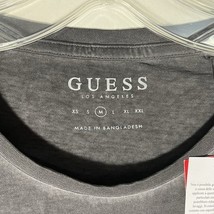 GUESS
LOS ANGELES
XS S M L XL XXL
MADE IN BANGLADESH